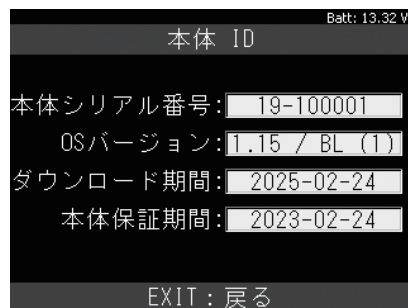 Batt: 13.32 V
本体 ID
本体シリアル番号: 19-100001
OSバージョン: 1.15 / BL (1)
ダウンロード期間: 2025-02-24
本体保証期間: 2023-02-24
EXIT：戻る